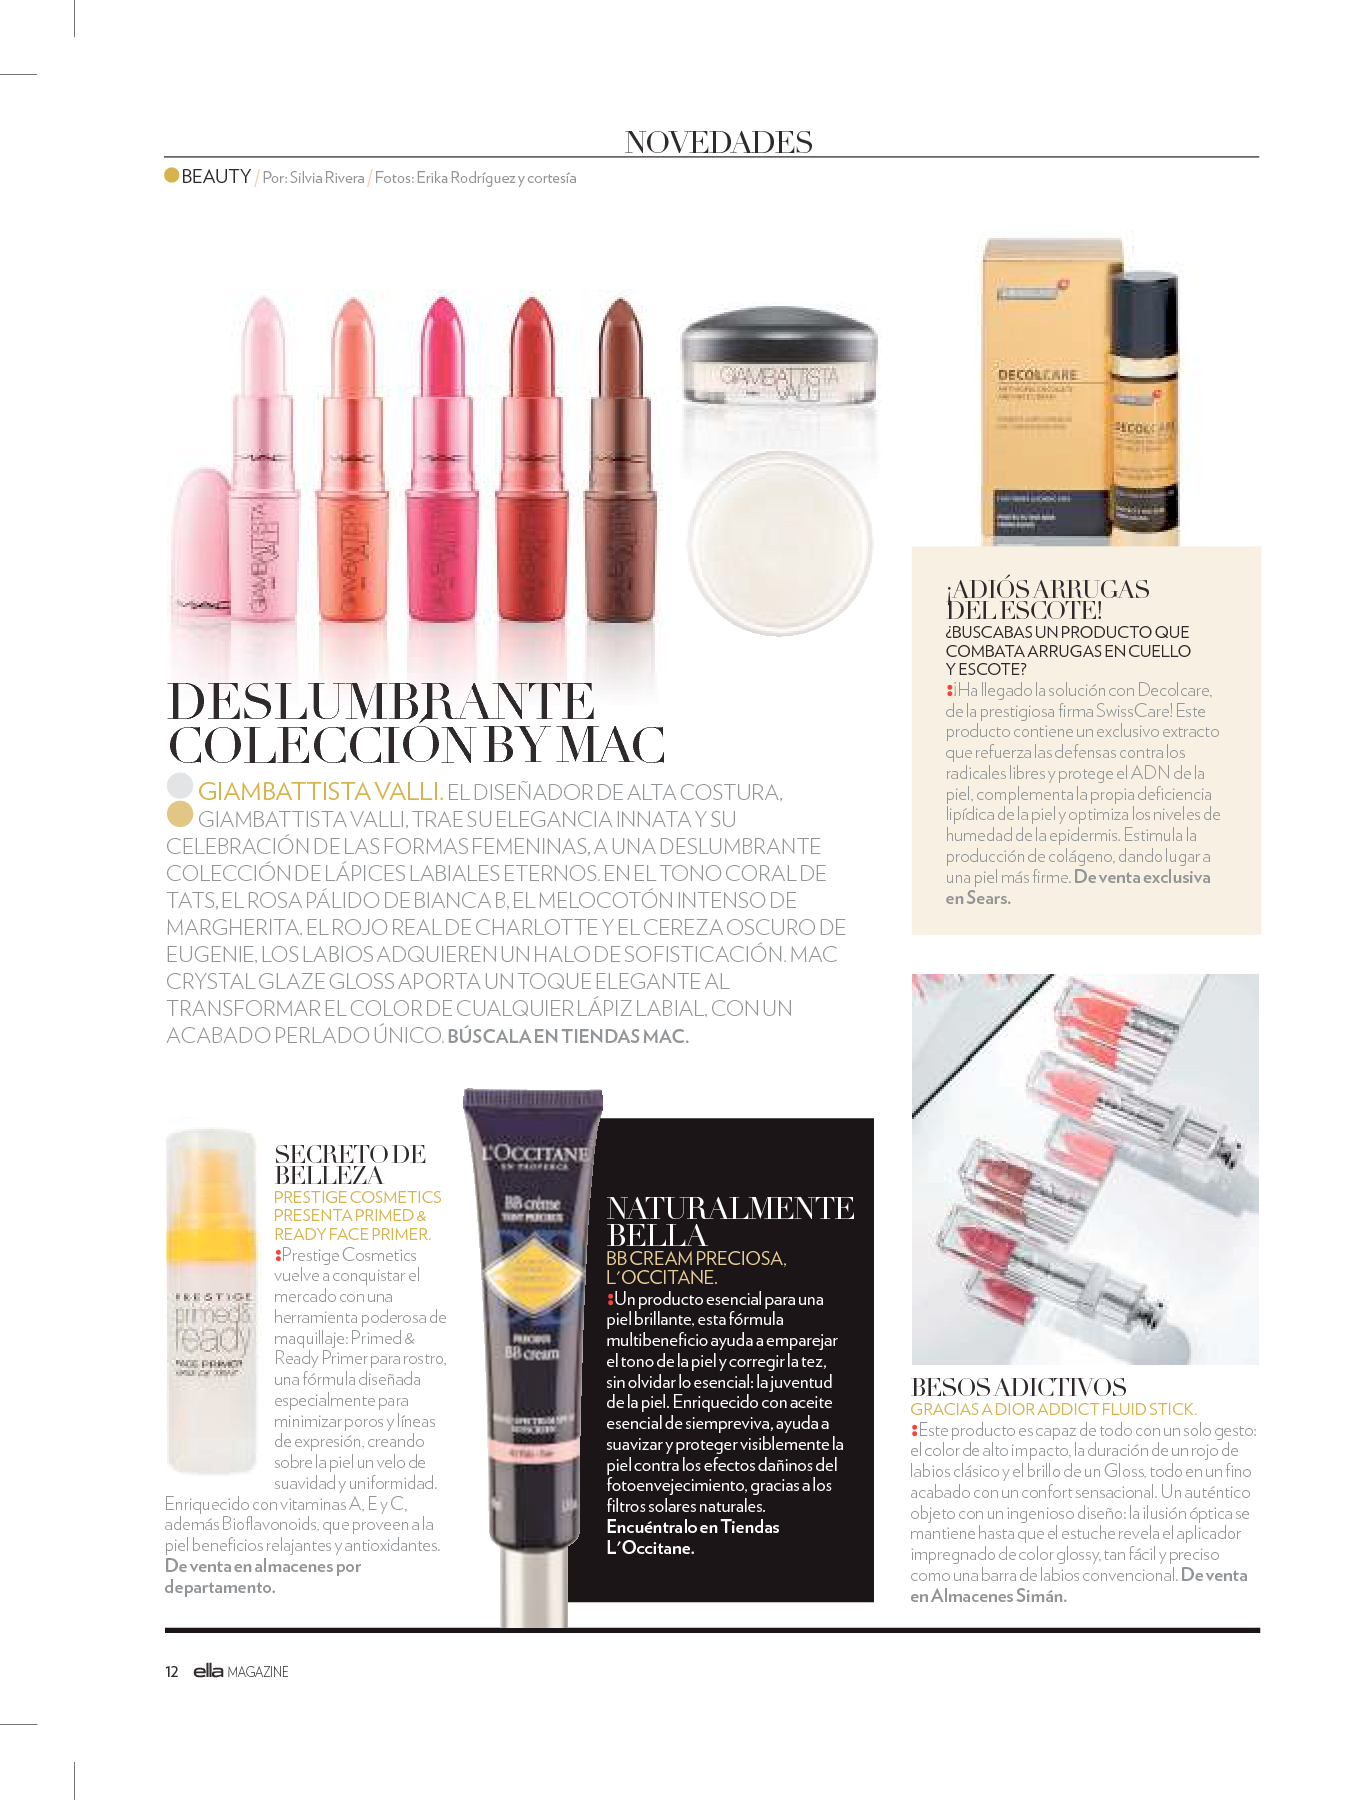 NOVEDADES
BEAUTY / Por: Silvia Rivera / Fotos: Erika Rodríguez y cortesía
MAC
MAC
MAC
MAC
MAC
MAC
GIAMBATTISTA
VALLI
GIAMBATTISTA
VALLI
GIAMBATTISTA
VALLI
DECOLCARE
DECOLCARE
DESLUMBRANTE
COLECCIÓN BY MAC
GIAMBATTISTA VALLI. EL DISEÑADOR DE ALTA COSTURA,
GIAMBATTISTA VALLI, TRAE SU ELEGANCIA INNATA Y SU
CELEBRACIÓN DE LAS FORMAS FEMENINAS, A UNA DESLUMBRANTE
COLECCIÓN DE LÁPICES LABIALES ETERNOS. EN EL TONO CORAL DE
TATS, EL ROSA PÁLIDO DE BIANCA B, EL MELOCOTÓN INTENSO DE
MARGHERITA, EL ROJO REAL DE CHARLOTTE Y EL CEREZA OSCURO DE
EUGENIE, LOS LABIOS ADQUIEREN UN HALO DE SOFISTICACIÓN. MAC
CRYSTAL GLAZE GLOSS APORTA UN TOQUE ELEGANTE AL
TRANSFORMAR EL COLOR DE CUALQUIER LÁPIZ LABIAL, CON UN
ACABADO PERLADO ÚNICO. BÚSCALA EN TIENDAS MAC.
¡ADIÓS ARRUGAS
DEL ESCOTE!
¿BUSCABAS UN PRODUCTO QUE
COMBATA ARRUGAS EN CUELLO
Y ESCOTE?
¡Ha llegado la solución con Decolcare,
de la prestigiosa firma SwissCare! Este
producto contiene un exclusivo extracto
que refuerza las defensas contra los
radicales libres y protege el ADN de la
piel, complementa la propia deficiencia
lipídica de la piel y optimiza los niveles de
humedad de la epidermis. Estimula la
producción de colágeno, dando lugar a
una piel más firme. De venta exclusiva
en Sears.
PRESTIGE
primed &
ready
FACE PRIMER
SECRETO DE
BELLEZA
PRESTIGE COSMETICS
PRESENTA PRIMED &
READY FACE PRIMER.
Prestige Cosmetics
vuelve a conquistar el
mercado con una
herramienta poderosa de
maquillaje: Primed &
Ready Primer para rostro,
una fórmula diseñada
especialmente para
minimizar poros y líneas
de expresión, creando
sobre la piel un velo de
suavidad y uniformidad.
Enriquecido con vitaminas A, E y C,
además Bioflavonoids, que proveen a la
piel beneficios relajantes y antioxidantes.
De venta en almacenes por
departamento.
L'OCCITANE
EN PROVENCE
BB crème
TEINT PRÉCIEUX
PRECIOUS
BB cream
NATURALMENTE
BELLA
BB CREAM PRECIOSA,
L'OCCITANE.
Un producto esencial para una
piel brillante, esta fórmula
multibeneficio ayuda a emparejar
el tono de la piel y corregir la tez,
sin olvidar lo esencial: la juventud
de la piel. Enriquecido con aceite
esencial de siempreviva, ayuda a
suavizar y proteger visiblemente la
piel contra los efectos dañinos del
fotoenvejecimiento, gracias a los
filtros solares naturales.
Encuéntralo en Tiendas
L'Occitane.
BESOS ADICTIVOS
GRACIAS A DIOR ADDICT FLUID STICK.
Este producto es capaz de todo con un solo gesto:
el color de alto impacto, la duración de un rojo de
labios clásico y el brillo de un Gloss, todo en un fino
acabado con un confort sensacional. Un auténtico
objeto con un ingenioso diseño: la ilusión óptica se
mantiene hasta que el estuche revela el aplicador
impregnado de color glossy, tan fácil y preciso
como una barra de labios convencional. De venta
en Almacenes Simán.
12 ella MAGAZINE